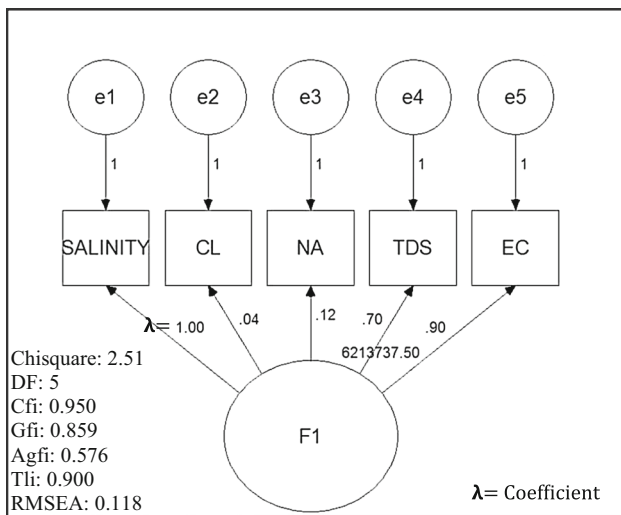 e1 e2 e3 e4 e5
1 1 1 1 1
SALINITY CL NA TDS EC
λ= 1.00 .04 .12 .70 .90
6213737.50
F1
Chisquare: 2.51
DF: 5
Cfi: 0.950
Gfi: 0.859
Agfi: 0.576
Tli: 0.900
RMSEA: 0.118
λ= Coefficient